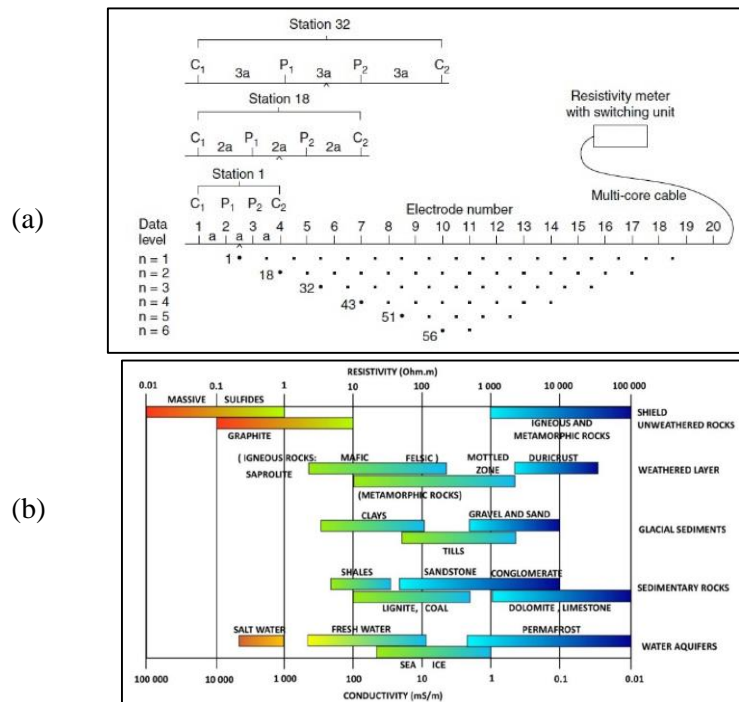 (a)
Station 32
C1 3a P1 3a P2 3a C2
Station 18
C1 2a P1 2a P2 2a C2
Station 1
C1 P1 P2 C2
Resistivity meter
with switching unit
Multi-core cable
Electrode number
Data
level
a a a
1 2 3 4 5 6 7 8 9 10 11 12 13 14 15 16 17 18 19 20
n = 1 1
n = 2 18
n = 3 32
n = 4 43
n = 5 51
n = 6 56
(b)
RESISTIVITY (Ohm.m)
0.01 0.1 1 10 100 1 000 10 000 100 000
MASSIVE SULFIDES
SHIELD
UNWEATHERED ROCKS
GRAPHITE
IGNEOUS AND
METAMORPHIC ROCKS
( IGNEOUS ROCKS: MAFIC FELSIC )
SAPROLITE
MOTTLED
ZONE
DURICRUST
WEATHERED LAYER
(METAMORPHIC ROCKS)
CLAYS
GRAVEL AND SAND
GLACIAL SEDIMENTS
TILLS
SHALES
SANDSTONE
CONGLOMERATE
SEDIMENTARY ROCKS
LIGNITE, COAL
DOLOMITE , LIMESTONE
SALT WATER
FRESH WATER
PERMAFROST
WATER AQUIFERS
SEA ICE
100 000 10 000 1 000 100 10 1 0.1 0.01
CONDUCTIVITY (mS/m)